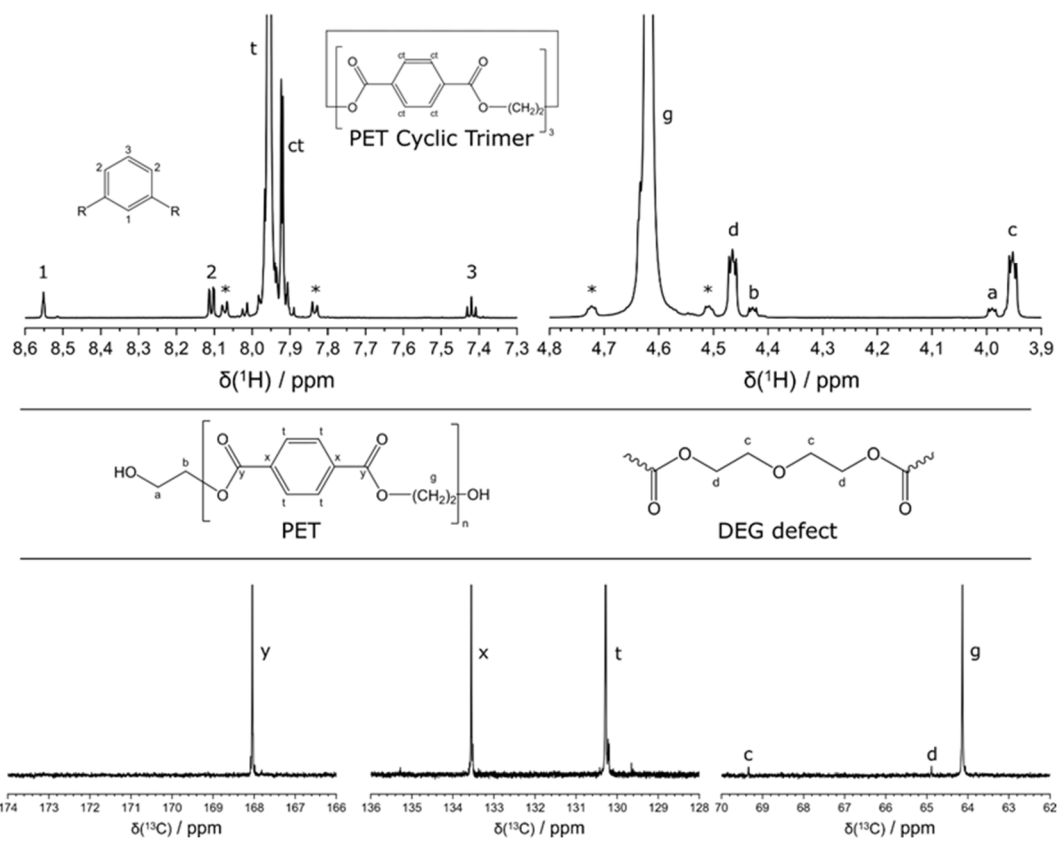 t
ct ct
O O
O O (CH2)2
ct ct
3
PET Cyclic Trimer
ct
3
2 2
R R
1
g
1 2 * * 3
* * d b a c
8,6 8,5 8,4 8,3 8,2 8,1 8,0 7,9 7,8 7,7 7,6 7,5 7,4 7,3
δ(¹H) / ppm
4,8 4,7 4,6 4,5 4,4 4,3 4,2 4,1 4,0 3,9
δ(¹H) / ppm
O t t O
HO b y x x y g
a O t t O (CH2)2 OH
n
PET
c c
O O O
d d
O O
DEG defect
y
x
t
c d g
174 173 172 171 170 169 168 167 166
δ(¹³C) / ppm
136 135 134 133 132 131 130 129 128
δ(¹³C) / ppm
70 69 68 67 66 65 64 63 62
δ(¹³C) / ppm